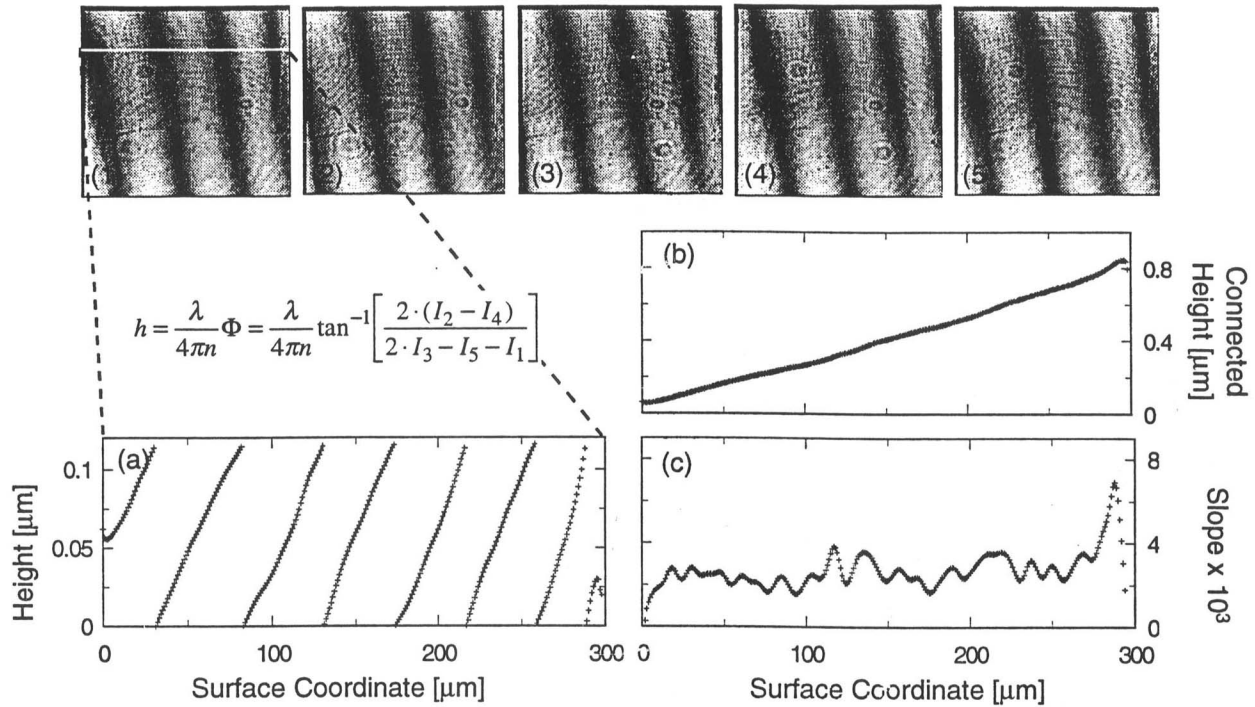 (1)
(2)
(3)
(4)
(5)
h = λ/4πn Φ = λ/4πn tan⁻¹[2·(I₂ − I₄)/2·I₃ − I₅ − I₁]
(a)
Height [μm]
0.1
0.05
0
0 100 200 300
Surface Coordinate [μm]
(b)
Connected
Height [μm]
0.8
0.4
0
(c)
Slope x 10³
8
4
0
0 100 200 300
Surface Coordinate [μm]